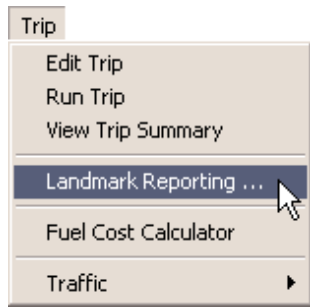 Trip
Edit Trip
Run Trip
View Trip Summary
Landmark Reporting ...
Fuel Cost Calculator
Traffic